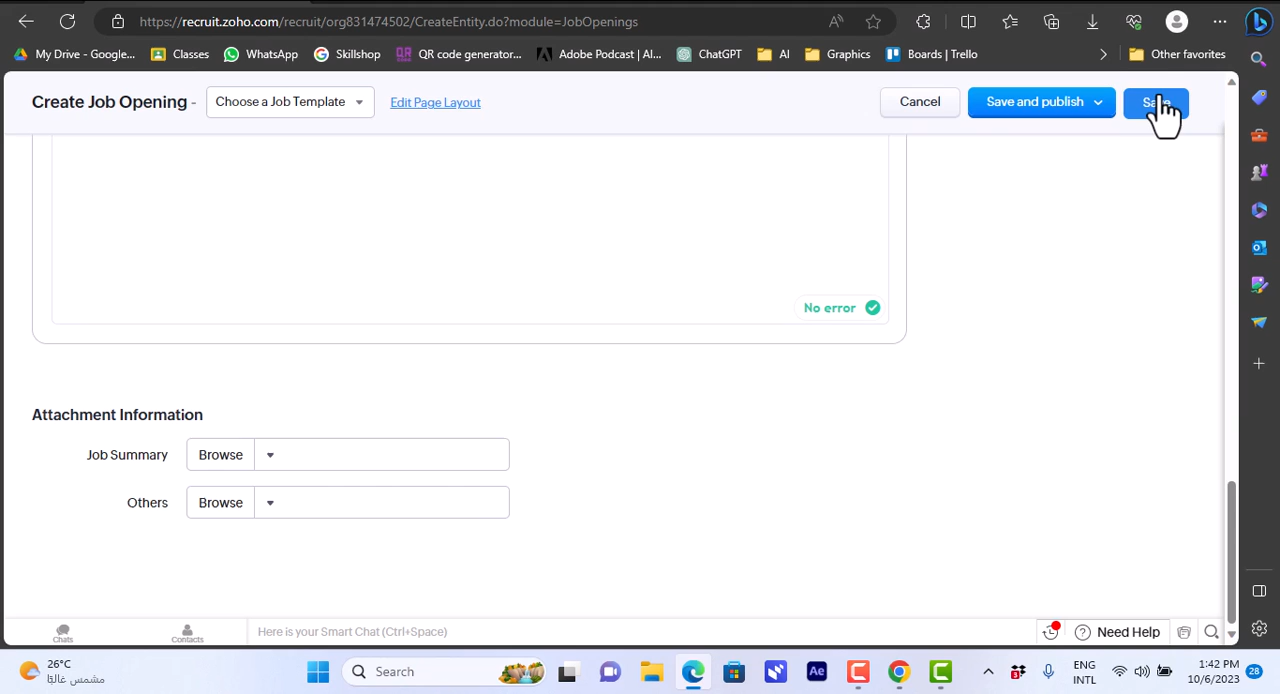 https://recruit.zoho.com/recruit/org831474502/CreateEntity.do?module=JobOpenings
My Drive - Google... Classes WhatsApp Skillshop QR code generator... Adobe Podcast | AI... ChatGPT AI Graphics Boards | Trello Other favorites
Create Job Opening - Choose a Job Template Edit Page Layout Cancel Save and publish
No error
Attachment Information
Job Summary Browse
Others Browse
Chats Contacts Here is your Smart Chat (Ctrl+Space) Need Help
26°C
مشمس غالبًا
Search
Ae
ENG
INTL
1:42 PM
10/6/2023
28